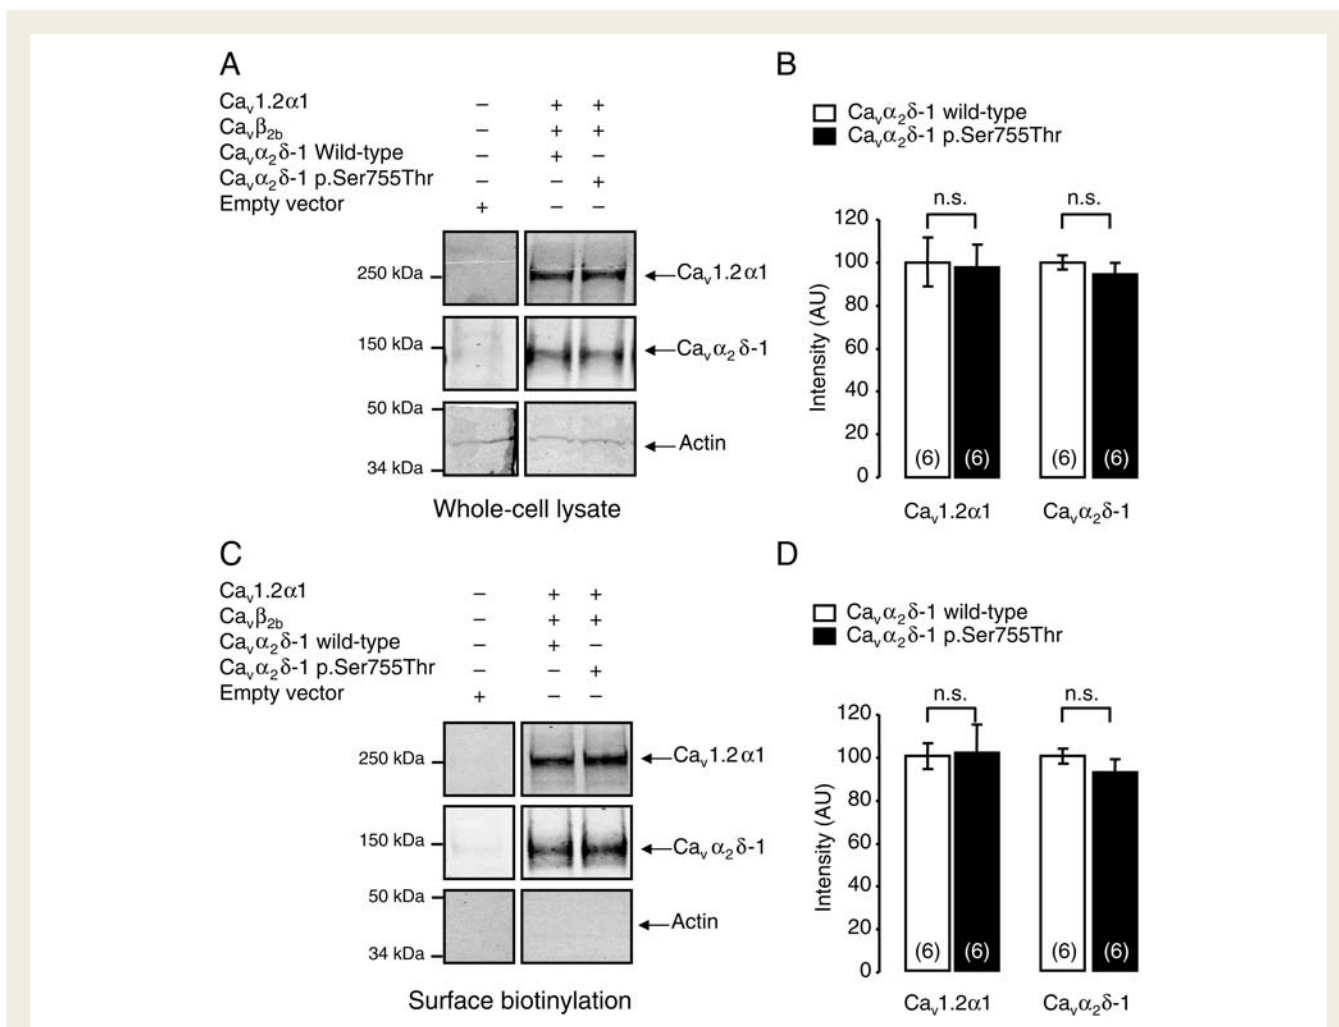 A
Caᵥ1.2α1 – + +
Caᵥβ₂b – + +
Caᵥα₂δ-1 Wild-type – + –
Caᵥα₂δ-1 p.Ser755Thr – – +
Empty vector + – –
250 kDa
Caᵥ1.2α1
150 kDa
Caᵥα₂δ-1
50 kDa
Actin
34 kDa
Whole-cell lysate
B
Caᵥα₂δ-1 wild-type
Caᵥα₂δ-1 p.Ser755Thr
n.s. n.s.
120
100
80
60
40
20
0
Intensity (AU)
(6) (6) (6) (6)
Caᵥ1.2α1 Caᵥα₂δ-1
C
Caᵥ1.2α1 – + +
Caᵥβ₂b – + +
Caᵥα₂δ-1 wild-type – + –
Caᵥα₂δ-1 p.Ser755Thr – – +
Empty vector + – –
250 kDa
Caᵥ1.2α1
150 kDa
Caᵥα₂δ-1
50 kDa
Actin
34 kDa
Surface biotinylation
D
Caᵥα₂δ-1 wild-type
Caᵥα₂δ-1 p.Ser755Thr
n.s. n.s.
120
100
80
60
40
20
0
Intensity (AU)
(6) (6) (6) (6)
Caᵥ1.2α1 Caᵥα₂δ-1